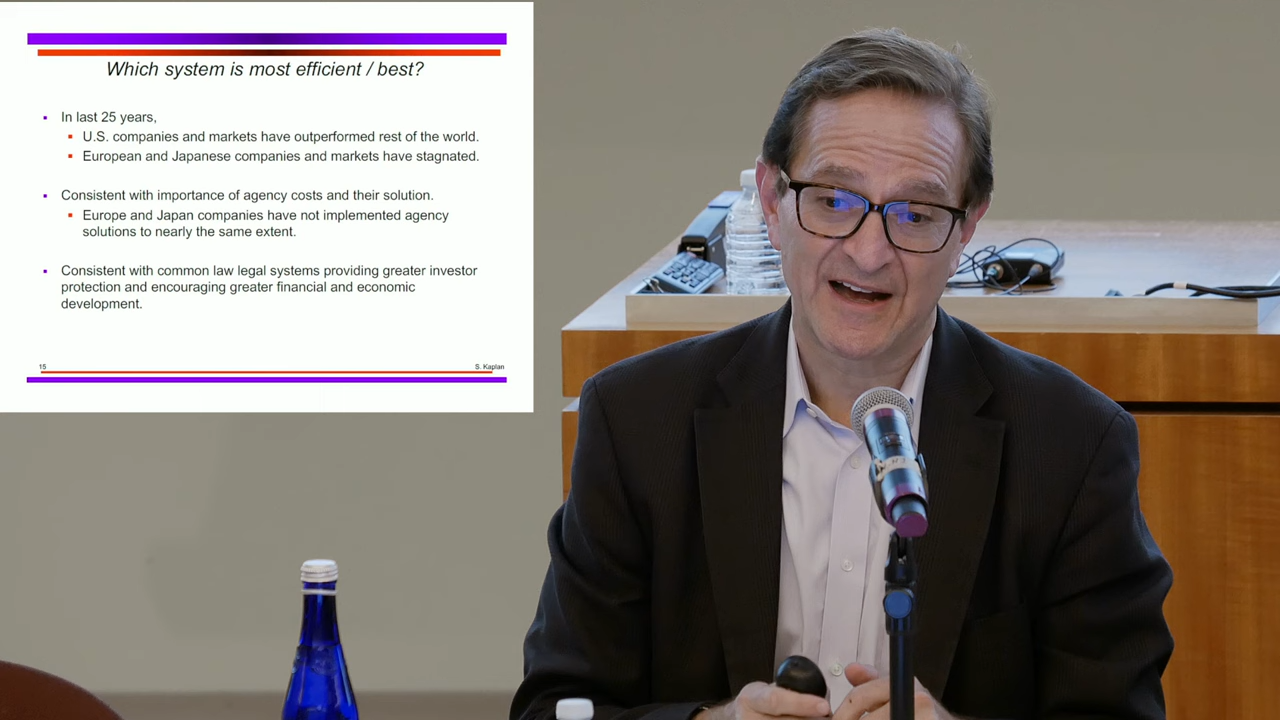 Which system is most efficient / best?
In last 25 years,
U.S. companies and markets have outperformed rest of the world.
European and Japanese companies and markets have stagnated.
Consistent with importance of agency costs and their solution.
Europe and Japan companies have not implemented agency
solutions to nearly the same extent.
Consistent with common law legal systems providing greater investor
protection and encouraging greater financial and economic
development.
15
S. Kaplan